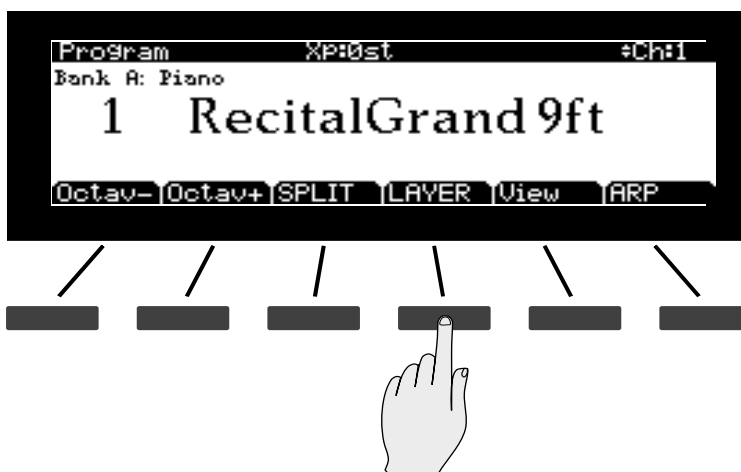 Program Xp:0st ÷Ch:1
Bank A: Piano
1 RecitalGrand 9ft
Octav- Octav+ SPLIT LAYER View ARP